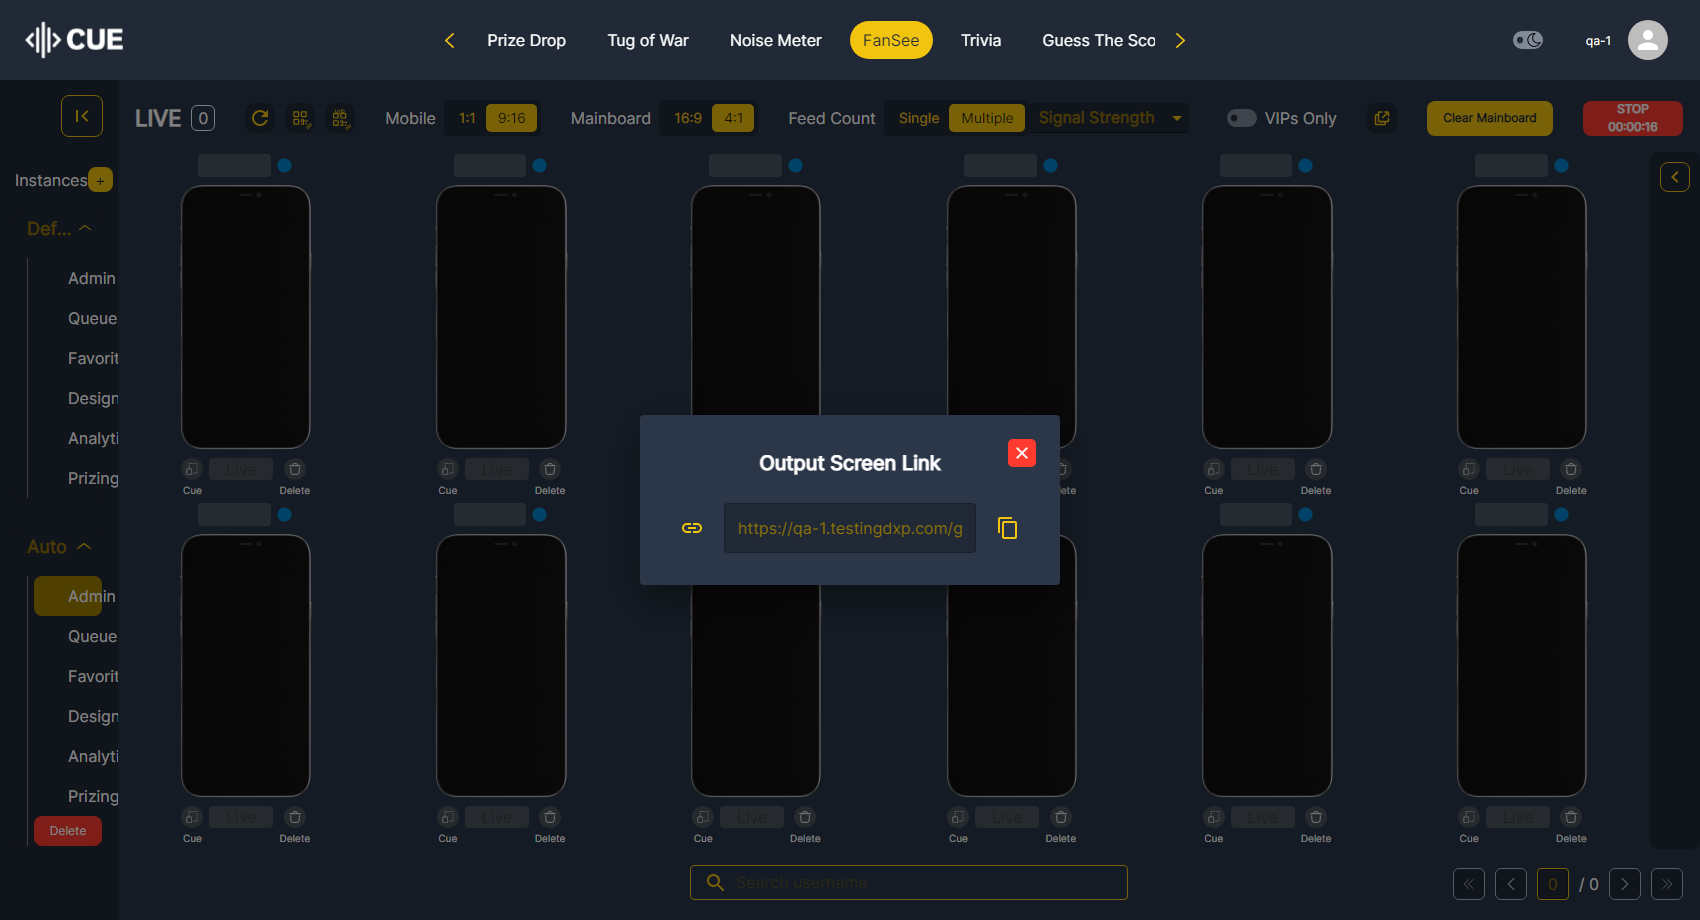 CUE
Prize Drop Tug of War Noise Meter FanSee Trivia Guess The Sco
qa-1
LIVE 0 Mobile 1:1 9:16 Mainboard 16:9 4:1 Feed Count Single Multiple Signal Strength VIPs Only Clear Mainboard STOP
00:00:16
Instances +
Def...
Admin
Queue
Favorit
Design
Analyti
Prizing
Auto
Admin
Queue
Favorit
Design
Analyti
Prizing
Delete
Live Live Live Live
Cue Delete Cue Delete ete Cue Delete Cue Delete
Output Screen Link
https://qa-1.testingdxp.com/g
Live Live Live Live Live Live
Cue Delete Cue Delete Cue Delete Cue Delete Cue Delete Cue Delete
Search username
0 / 0